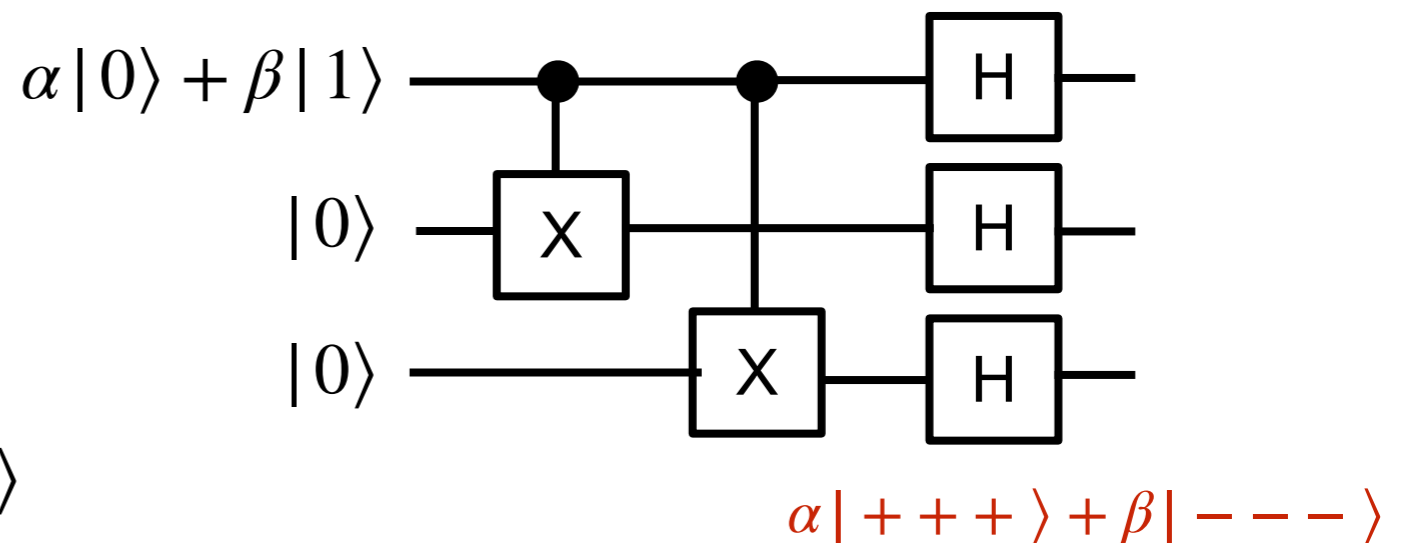 α|0⟩ + β|1⟩ H
|0⟩ X H
|0⟩ X H
⟩
α| + + + ⟩ + β| − − − ⟩